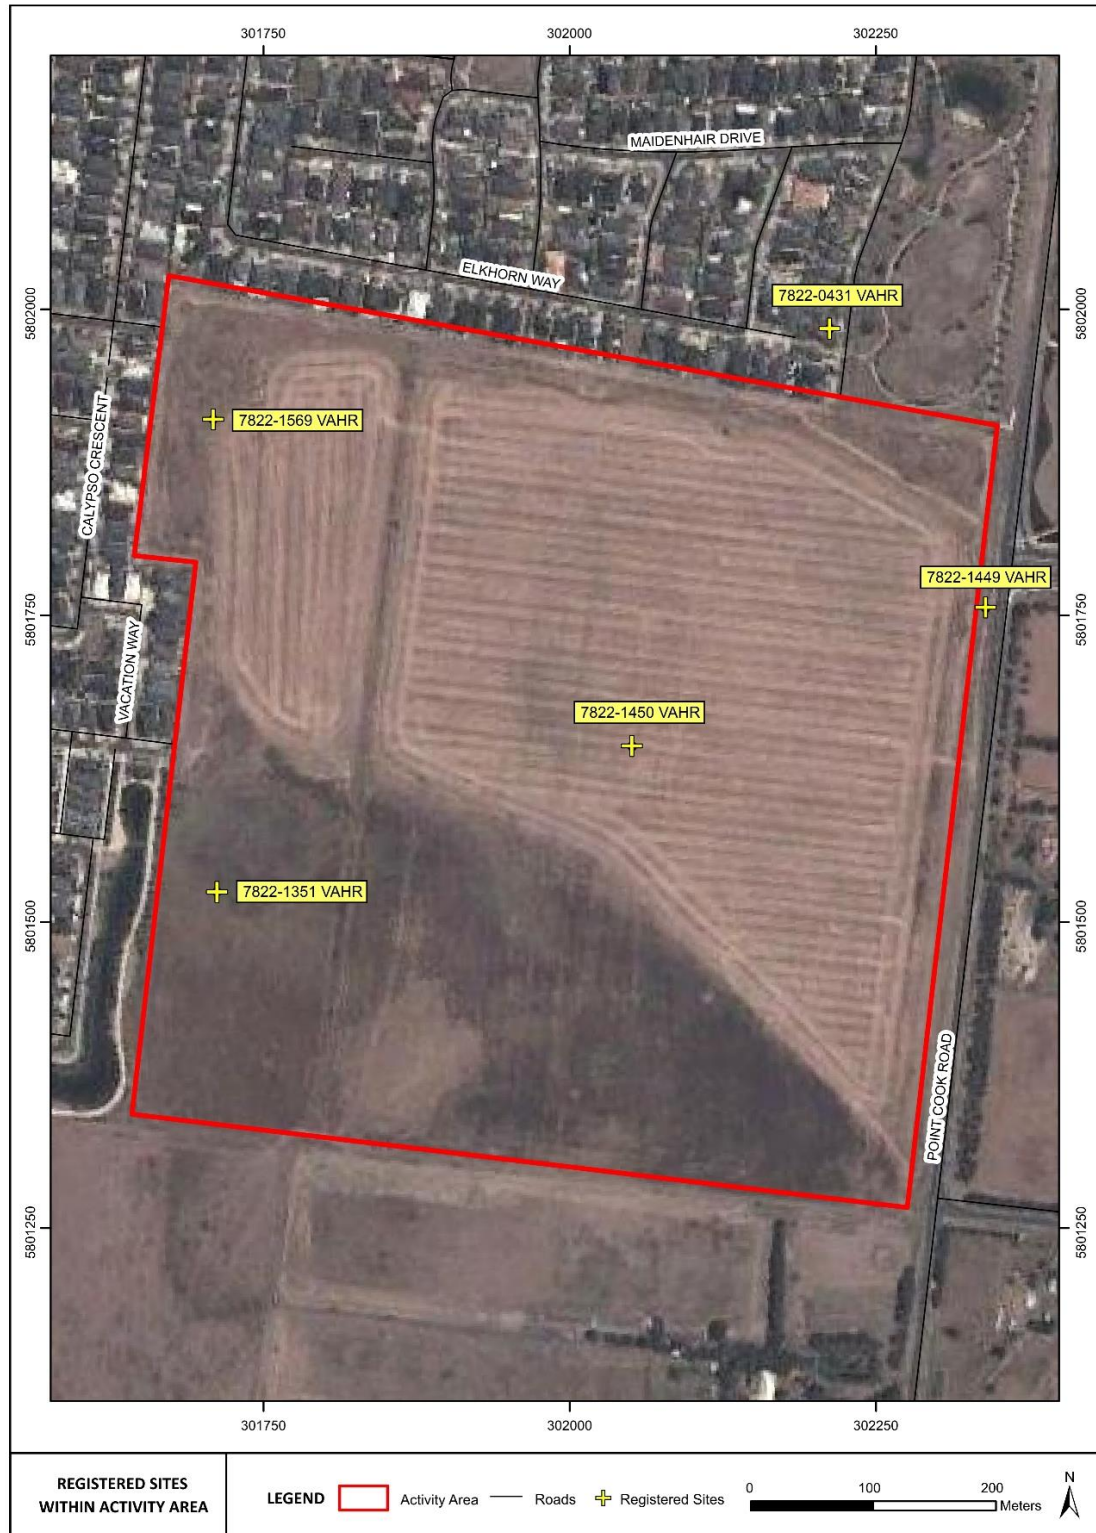 301750 302000 302250
MAIDENHAIR DRIVE
ELKHORN WAY
7822-0431 VAHR
5802000
5802000
CALYPSO CRESCENT
7822-1569 VAHR
7822-1449 VAHR
5801750
5801750
VACATION WAY
7822-1450 VAHR
7822-1351 VAHR
5801500
5801500
POINT COOK ROAD
5801250
5801250
301750 302000 302250
REGISTERED SITES
WITHIN ACTIVITY AREA
LEGEND Activity Area Roads Registered Sites
0 100 200
Meters
N